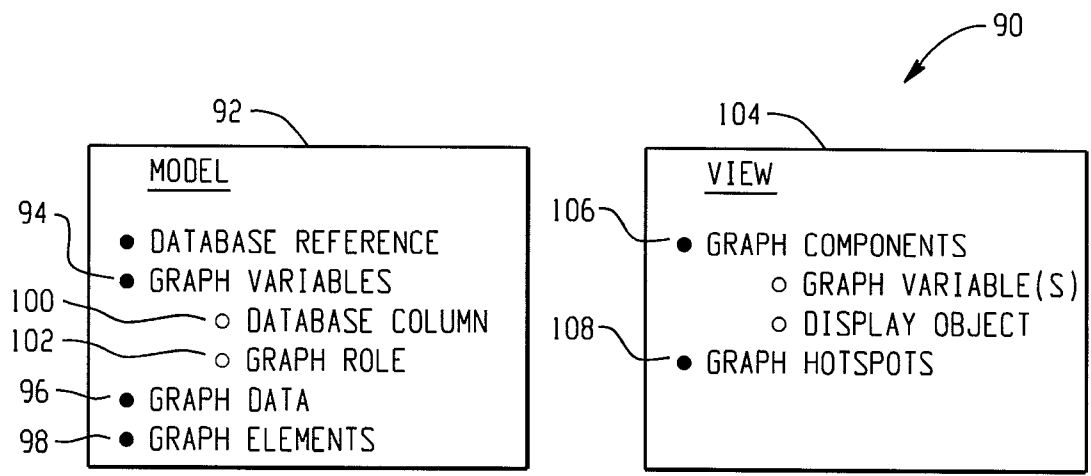 90
92
MODEL
94
● DATABASE REFERENCE
● GRAPH VARIABLES
100
○ DATABASE COLUMN
102
○ GRAPH ROLE
96
● GRAPH DATA
98
● GRAPH ELEMENTS
104
VIEW
106
● GRAPH COMPONENTS
○ GRAPH VARIABLE(S)
○ DISPLAY OBJECT
108
● GRAPH HOTSPOTS